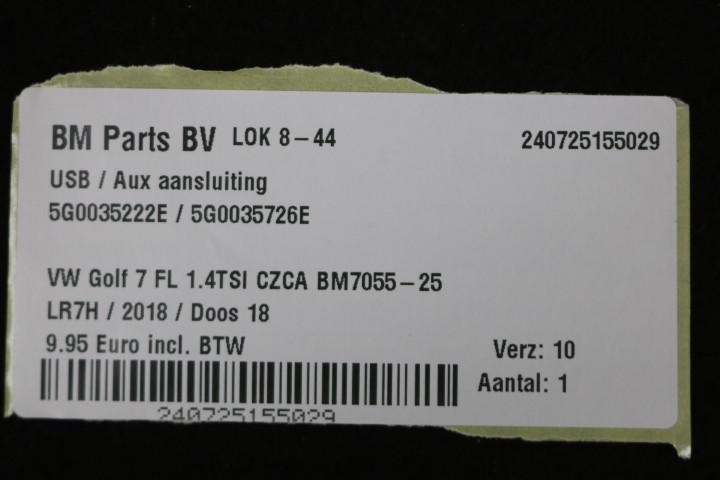 BM Parts BV LOK 8-44 240725155029
USB / Aux aansluiting
5G0035222E / 5G0035726E
VW Golf 7 FL 1.4TSI CZCA BM7055-25
LR7H / 2018 / Doos 18
9.95 Euro incl. BTW
Verz: 10
Aantal: 1
240725155029